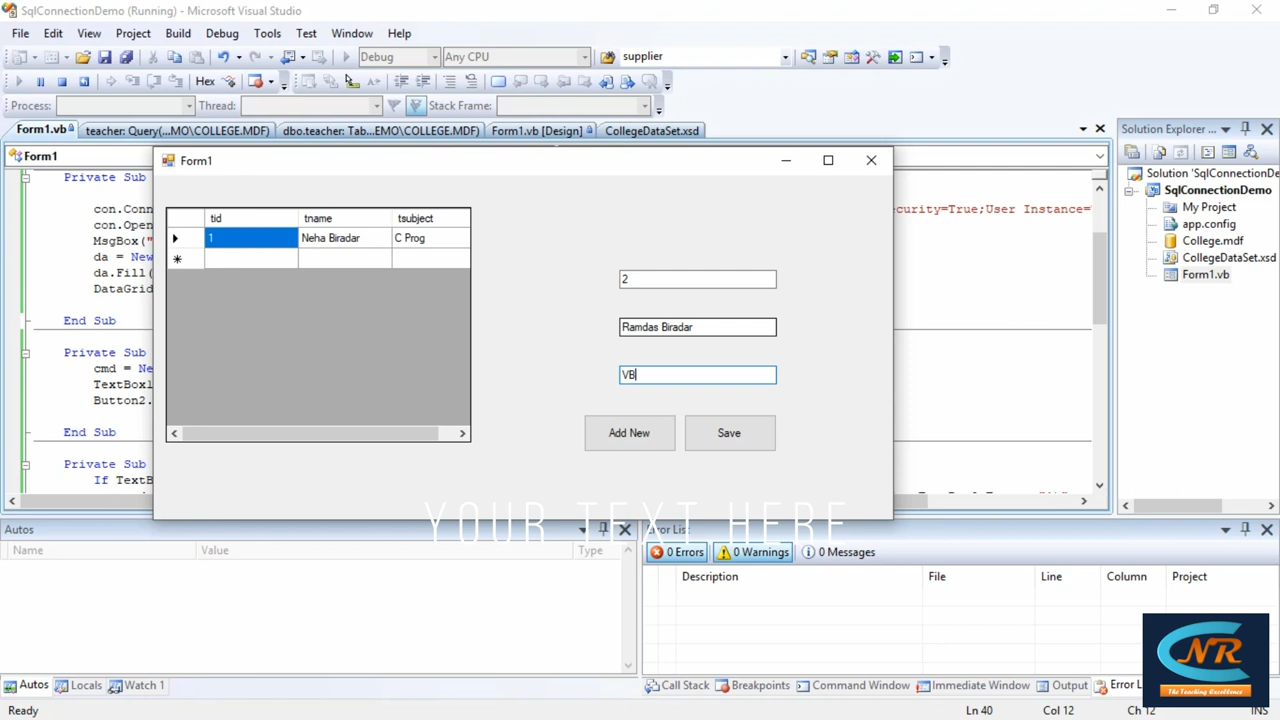 SqlConnectionDemo (Running) - Microsoft Visual Studio
File Edit View Project Build Debug Tools Test Window Help
Debug Any CPU supplier
Hex
Process: Thread: Stack Frame:
Form1.vb teacher: Query(...MO\COLLEGE.MDF) dbo.teacher: Tab...EMO\COLLEGE.MDF) Form1.vb [Design] CollegeDataSet.xsd
Form1
Private Sub
con.Conn
con.Open
MsgBox("
da = New
da.Fill(
DataGrid
ecurity=True;User Instance=
End Sub
Private Sub
cmd = Ne
TextBox1
Button2.
End Sub
Private Sub
If TextB
Form1
tid tname tsubject
1 Neha Biradar C Prog
2
Ramdas Biradar
VB
Add New Save
YOUR TEXT HERE
Solution Explorer ...
Solution 'SqlConnectionDe
SqlConnectionDemo
My Project
app.config
College.mdf
CollegeDataSet.xsd
Form1.vb
Autos
Name Value Type
Autos Locals Watch 1
Error List
0 Errors 0 Warnings 0 Messages
Description File Line Column Project
Call Stack Breakpoints Command Window Immediate Window Output Error L
NR
The Teaching Excellence
Ready Ln 40 Col 12 Ch 12 INS